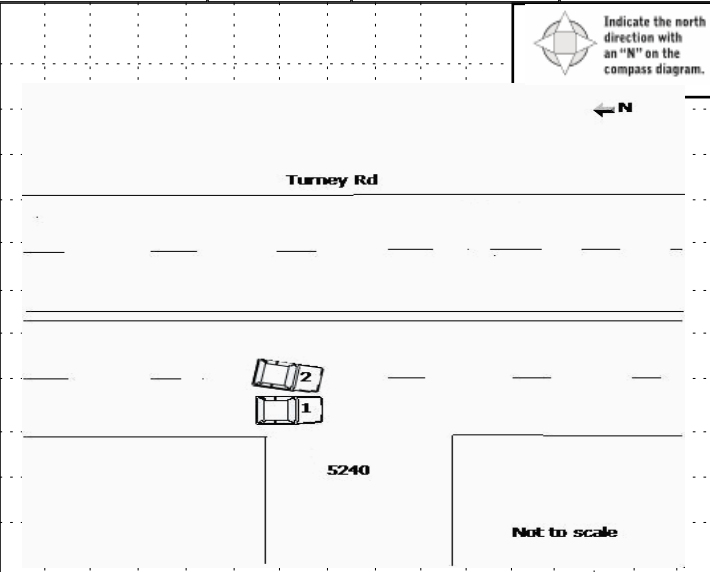 Indicate the north
direction with
an “N” on the
compass diagram.
N
Turney Rd
2
1
5240
Not to scale